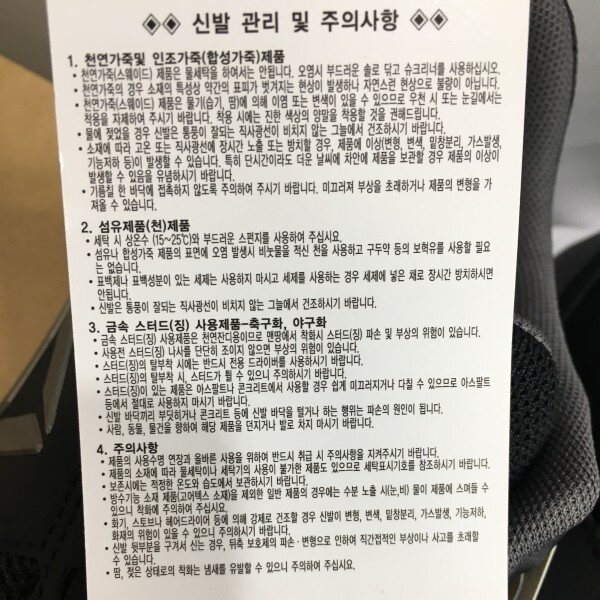 ◈◈ 신발 관리 및 주의사항 ◈◈
1. 천연가죽및 인조가죽(합성가죽)제품
• 천연가죽(스웨이드) 제품은 물세탁을 하여서는 안됩니다. 오염시 부드러운 솔로 닦고 슈크리너를 사용하십시오.
• 천연가죽의 경우 소재의 특성상 약간의 표피가 벗겨지는 현상이 발생하나 자연스런 현상으로 불량이 아닙니다.
• 천연가죽(스웨이드) 제품은 물기(습기, 땀)에 의해 이염 또는 변색이 있을 수 있으므로 우천 시 또는 눈길에서는
착용을 자제하여 주시기 바랍니다. 착용 시에는 진한 색상의 양말을 착용할 것을 권해드립니다.
• 물에 젖었을 경우 신발은 통풍이 잘되는 직사광선이 비치지 않는 그늘에서 건조하시기 바랍니다.
• 소재에 따라 고온 또는 직사광선에 장시간 노출 또는 방치할 경우, 제품에 이상(변형, 변색, 밑창분리, 가스발생,
기능저하 등)이 발생할 수 있습니다. 특히 단시간이라도 더운 날씨에 차안에 제품을 보관할 경우 제품의 이상이
발생할 수 있음을 유념하시기 바랍니다.
• 기름칠 한 바닥에 접촉하지 않도록 주의하여 주시기 바랍니다. 미끄러져 부상을 초래하거나 제품의 변형을 가
져올 수 있습니다.
2. 섬유제품(천)제품
• 세탁 시 상온수 (15~25℃)와 부드러운 스펀지를 사용하여 주십시요.
• 섬유나 합성가죽 제품의 표면에 오염 발생시 비눗물을 적신 천을 사용하고 구두약 등의 보혁유를 사용할 필요
는 없습니다.
• 표백제나 표백성분이 있는 세제는 사용하지 마시고 세제를 사용하는 경우 세제에 넣은 채로 장시간 방치하시면
안됩니다.
• 신발은 통풍이 잘되는 직사광선이 비치지 않는 그늘에서 건조하시기 바랍니다.
3. 금속 스터드(징) 사용제품-축구화, 야구화
• 금속 스터드(징) 사용제품은 천연잔디용이므로 맨땅에서 착화시 스터드(징) 파손 및 부상의 위험이 있습니다.
• 사용전 스터드(징) 나사를 단단히 조이지 않으면 부상의 위험이 있습니다.
• 스터드(징)의 탈부착 시에는 반드시 전용 드라이버를 사용하시기 바랍니다.
• 스터드(징)의 탈부착 시, 스터드가 튈 수 있으니 주의하시기 바랍니다.
• 스터드(징)이 있는 제품은 아스팔트나 콘크리트에서 사용할 경우 쉽게 미끄러지거나 다칠 수 있으므로 아스팔트
등에서 절대로 사용하지 마시기 바랍니다.
• 신발 바닥끼리 부딪히거나 콘크리트 등에 신발 바닥을 털거나 하는 행위는 파손의 원인이 됩니다.
• 사람, 동물, 물건을 향하여 해당 제품을 던지거나 발로 차지 마시기 바랍니다.
4. 주의사항
• 제품의 사용수명 연장과 올바른 사용을 위하여 반드시 취급 시 주의사항을 지켜주시기 바랍니다.
• 제품의 소재에 따라 물세탁이나 세탁기의 사용이 불가한 제품도 있으므로 세탁표시기호를 참조하시기 바랍니다.
• 보존시에는 적정한 온도와 습도에서 보관하시기 바랍니다.
• 방수기능 소재 제품(고어텍스 소재)을 제외한 일반 제품의 경우에는 수분 노출 시(눈,비) 물이 제품에 스며들 수
있으니 착화에 주의하여 주십시오.
• 화기, 스토브나 헤어드라이어 등에 의해 강제로 건조할 경우 신발이 변형, 변색, 밑창분리, 가스발생, 기능저하,
화재의 위험이 있을 수 있으니 주의하시기 바랍니다.
• 신발 뒷부분을 구겨서 신는 경우, 뒤축 보호제의 파손·변형으로 인하여 직간접적인 부상이나 사고를 초래할
수 있습니다.
• 땀, 젖은 상태로의 착화는 냄새를 유발할 수 있으니 주의하여 주십시요.